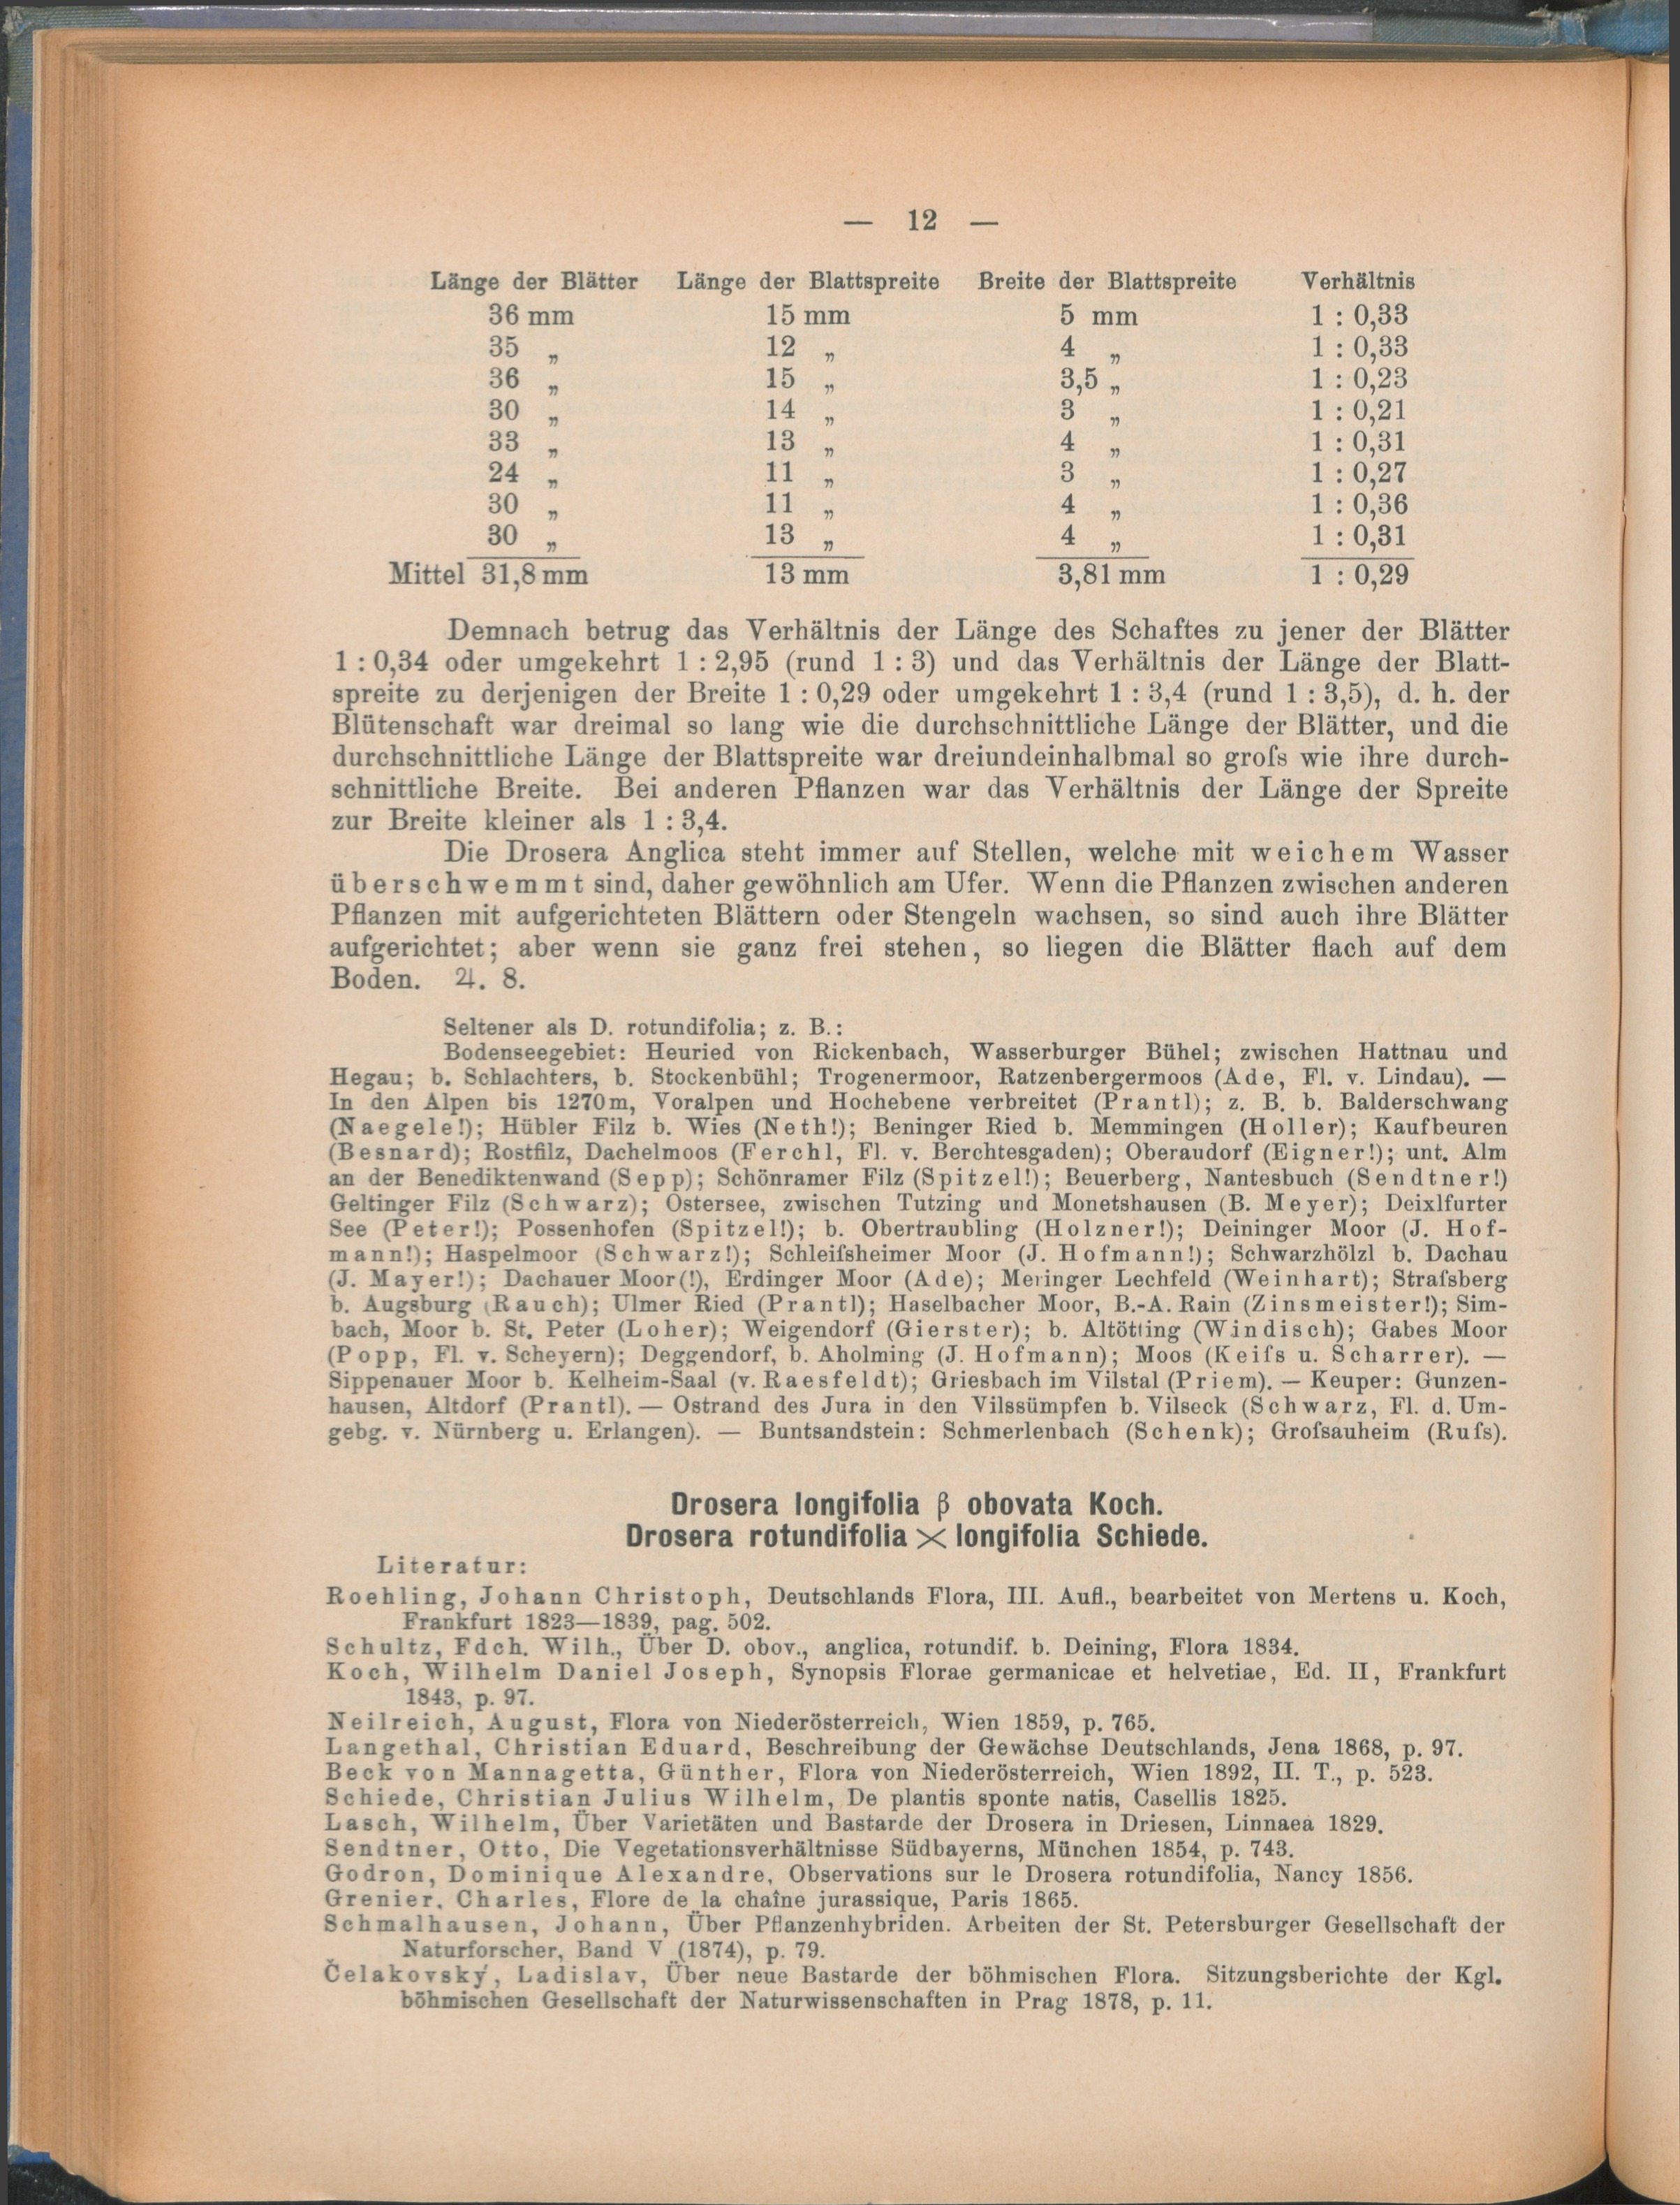 — 12 —
Länge der Blätter Länge der Blattspreite Breite der Blattspreite Verhältnis
36 mm 15 mm 5 mm 1 : 0,33
35 „ 12 „ 4 „ 1 : 0,33
36 „ 15 „ 3,5 „ 1 : 0,23
30 „ 14 „ 3 „ 1 : 0,21
33 „ 13 „ 4 „ 1 : 0,31
24 „ 11 „ 3 „ 1 : 0,27
30 „ 11 „ 4 „ 1 : 0,36
30 „ 13 „ 4 „ 1 : 0,31
Mittel 31,8 mm 13 mm 3,81 mm 1 : 0,29
Demnach betrug das Verhältnis der Länge des Schaftes zu jener der Blätter
1 : 0,34 oder umgekehrt 1 : 2,95 (rund 1 : 3) und das Verhältnis der Länge der Blatt-
spreite zu derjenigen der Breite 1 : 0,29 oder umgekehrt 1 : 3,4 (rund 1 : 3,5), d. h. der
Blütenschaft war dreimal so lang wie die durchschnittliche Länge der Blätter, und die
durchschnittliche Länge der Blattspreite war dreiundeinhalbmal so groſs wie ihre durch-
schnittliche Breite. Bei anderen Pflanzen war das Verhältnis der Länge der Spreite
zur Breite kleiner als 1 : 3,4.
Die Drosera Anglica steht immer auf Stellen, welche mit weichem Wasser
überschwemmt sind, daher gewöhnlich am Ufer. Wenn die Pflanzen zwischen anderen
Pflanzen mit aufgerichteten Blättern oder Stengeln wachsen, so sind auch ihre Blätter
aufgerichtet; aber wenn sie ganz frei stehen, so liegen die Blätter flach auf dem
Boden. ♃. 8.
Seltener als D. rotundifolia; z. B.:
Bodenseegebiet: Heuried von Rickenbach, Wasserburger Bühel; zwischen Hattnau und
Hegau; b. Schlachters, b. Stockenbühl; Trogenermoor, Ratzenbergermoos (Ade, Fl. v. Lindau). —
In den Alpen bis 1270m, Voralpen und Hochebene verbreitet (Prantl); z. B. b. Balderschwang
(Naegele!); Hübler Filz b. Wies (Neth!); Beninger Ried b. Memmingen (Holler); Kaufbeuren
(Besnard); Rostfilz, Dachelmoos (Ferchl, Fl. v. Berchtesgaden); Oberaudorf (Eigner!); unt. Alm
an der Benediktenwand (Sepp); Schönramer Filz (Spitzel!); Beuerberg, Nantesbuch (Sendtner!)
Geltinger Filz (Schwarz); Ostersee, zwischen Tutzing und Monetshausen (B. Meyer); Deixlfurter
See (Peter!); Possenhofen (Spitzel!); b. Obertraubling (Holzner!); Deininger Moor (J. Hof-
mann!); Haspelmoor (Schwarz!); Schleiſsheimer Moor (J. Hofmann!); Schwarzhölzl b. Dachau
(J. Mayer!); Dachauer Moor(!), Erdinger Moor (Ade); Meringer Lechfeld (Weinhart); Straſsberg
b. Augsburg (Rauch); Ulmer Ried (Prantl); Haselbacher Moor, B.-A. Rain (Zinsmeister!); Sim-
bach, Moor b. St. Peter (Loher); Weigendorf (Gierster); b. Altötting (Windisch); Gabes Moor
(Popp, Fl. v. Scheyern); Deggendorf, b. Aholming (J. Hofmann); Moos (Keiſs u. Scharrer). —
Sippenauer Moor b. Kelheim-Saal (v. Raesfeldt); Griesbach im Vilstal (Priem). — Keuper: Gunzen-
hausen, Altdorf (Prantl). — Ostrand des Jura in den Vilssümpfen b. Vilseck (Schwarz, Fl. d. Um-
gebg. v. Nürnberg u. Erlangen). — Buntsandstein: Schmerlenbach (Schenk); Groſsauheim (Ruſs).
Drosera longifolia β obovata Koch.
Drosera rotundifolia × longifolia Schiede.
Literatur:
Roehling, Johann Christoph, Deutschlands Flora, III. Aufl., bearbeitet von Mertens u. Koch,
Frankfurt 1823—1839, pag. 502.
Schultz, Fdch. Wilh., Über D. obov., anglica, rotundif. b. Deining, Flora 1834.
Koch, Wilhelm Daniel Joseph, Synopsis Florae germanicae et helvetiae, Ed. II, Frankfurt
1843, p. 97.
Neilreich, August, Flora von Niederösterreich, Wien 1859, p. 765.
Langethal, Christian Eduard, Beschreibung der Gewächse Deutschlands, Jena 1868, p. 97.
Beck von Mannagetta, Günther, Flora von Niederösterreich, Wien 1892, II. T., p. 523.
Schiede, Christian Julius Wilhelm, De plantis sponte natis, Casellis 1825.
Lasch, Wilhelm, Über Varietäten und Bastarde der Drosera in Driesen, Linnaea 1829.
Sendtner, Otto, Die Vegetationsverhältnisse Südbayerns, München 1854, p. 743.
Godron, Dominique Alexandre, Observations sur le Drosera rotundifolia, Nancy 1856.
Grenier, Charles, Flore de la chaîne jurassique, Paris 1865.
Schmalhausen, Johann, Über Pflanzenhybriden. Arbeiten der St. Petersburger Gesellschaft der
Naturforscher, Band V (1874), p. 79.
Čelakovský, Ladislav, Über neue Bastarde der böhmischen Flora. Sitzungsberichte der Kgl.
böhmischen Gesellschaft der Naturwissenschaften in Prag 1878, p. 11.